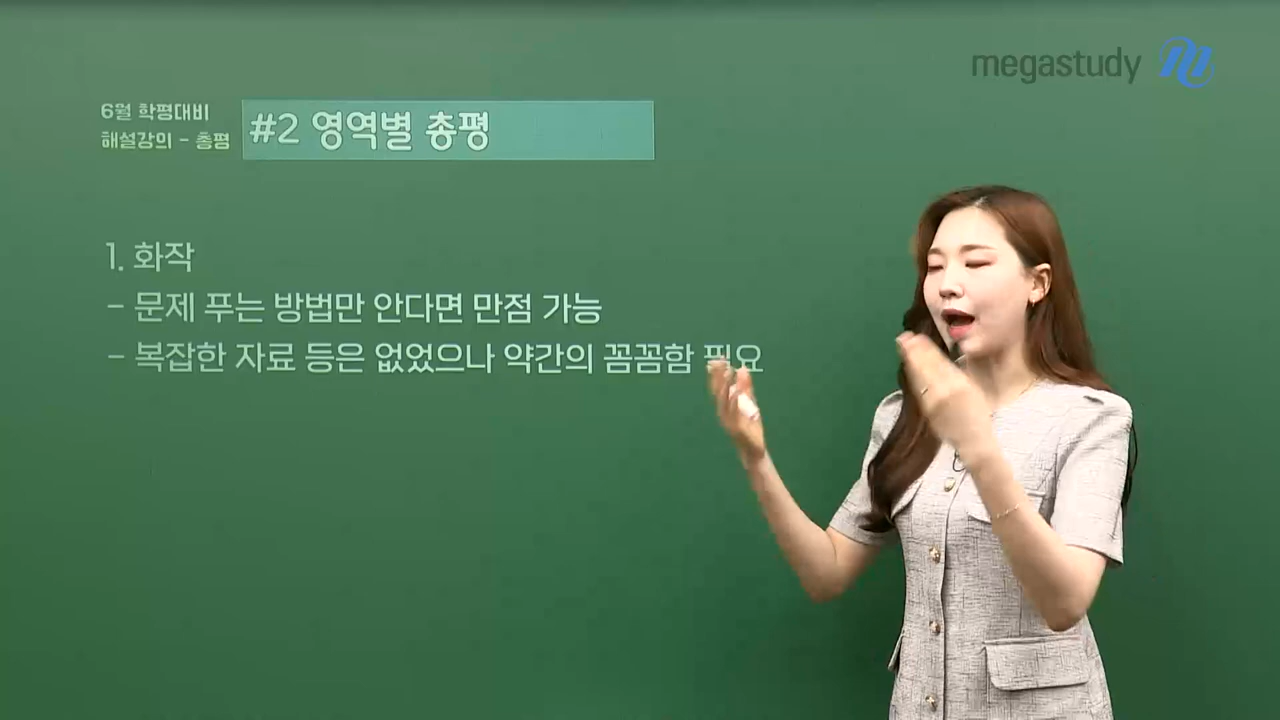 megastudy
6월 학평대비
해설강의 - 총평
#2 영역별 총평
1. 화작
- 문제 푸는 방법만 안다면 만점 가능
- 복잡한 자료 등은 없었으나 약간의 꼼꼼함 필요